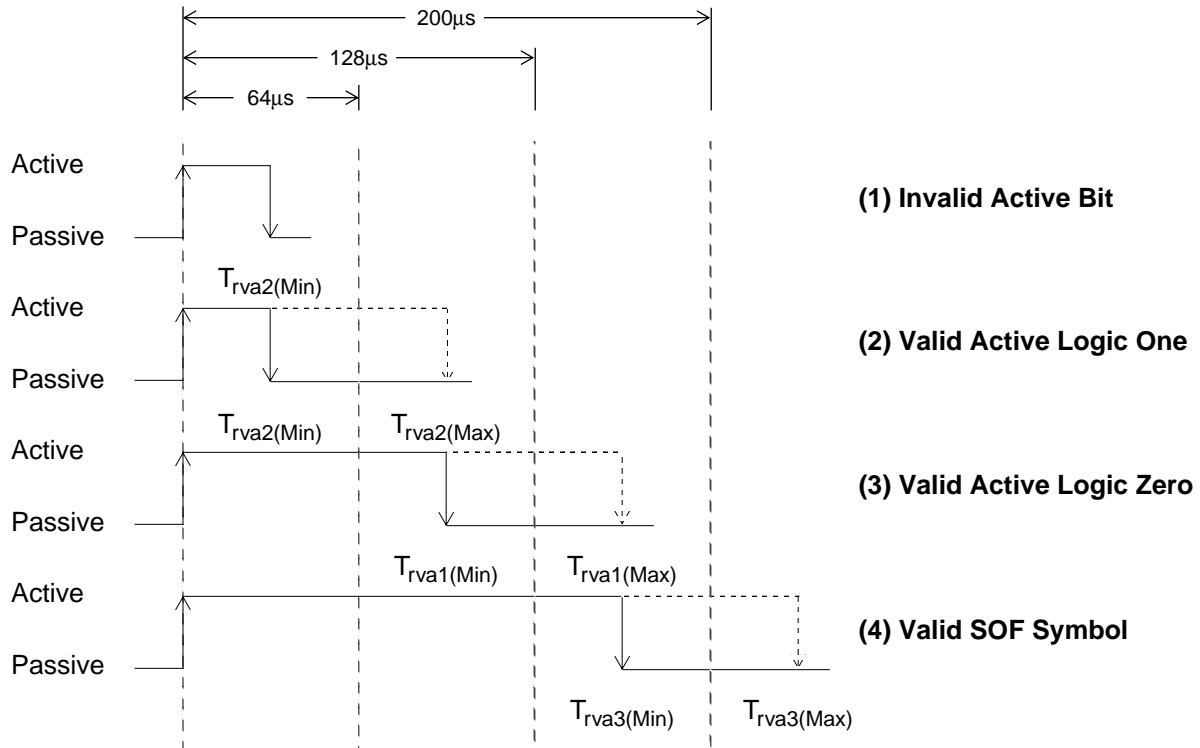 200μs
128μs
64μs
Active
Passive
(1) Invalid Active Bit
Trva2(Min)
Active
Passive
(2) Valid Active Logic One
Trva2(Min) Trva2(Max)
Active
Passive
(3) Valid Active Logic Zero
Trva1(Min) Trva1(Max)
Active
Passive
(4) Valid SOF Symbol
Trva3(Min) Trva3(Max)